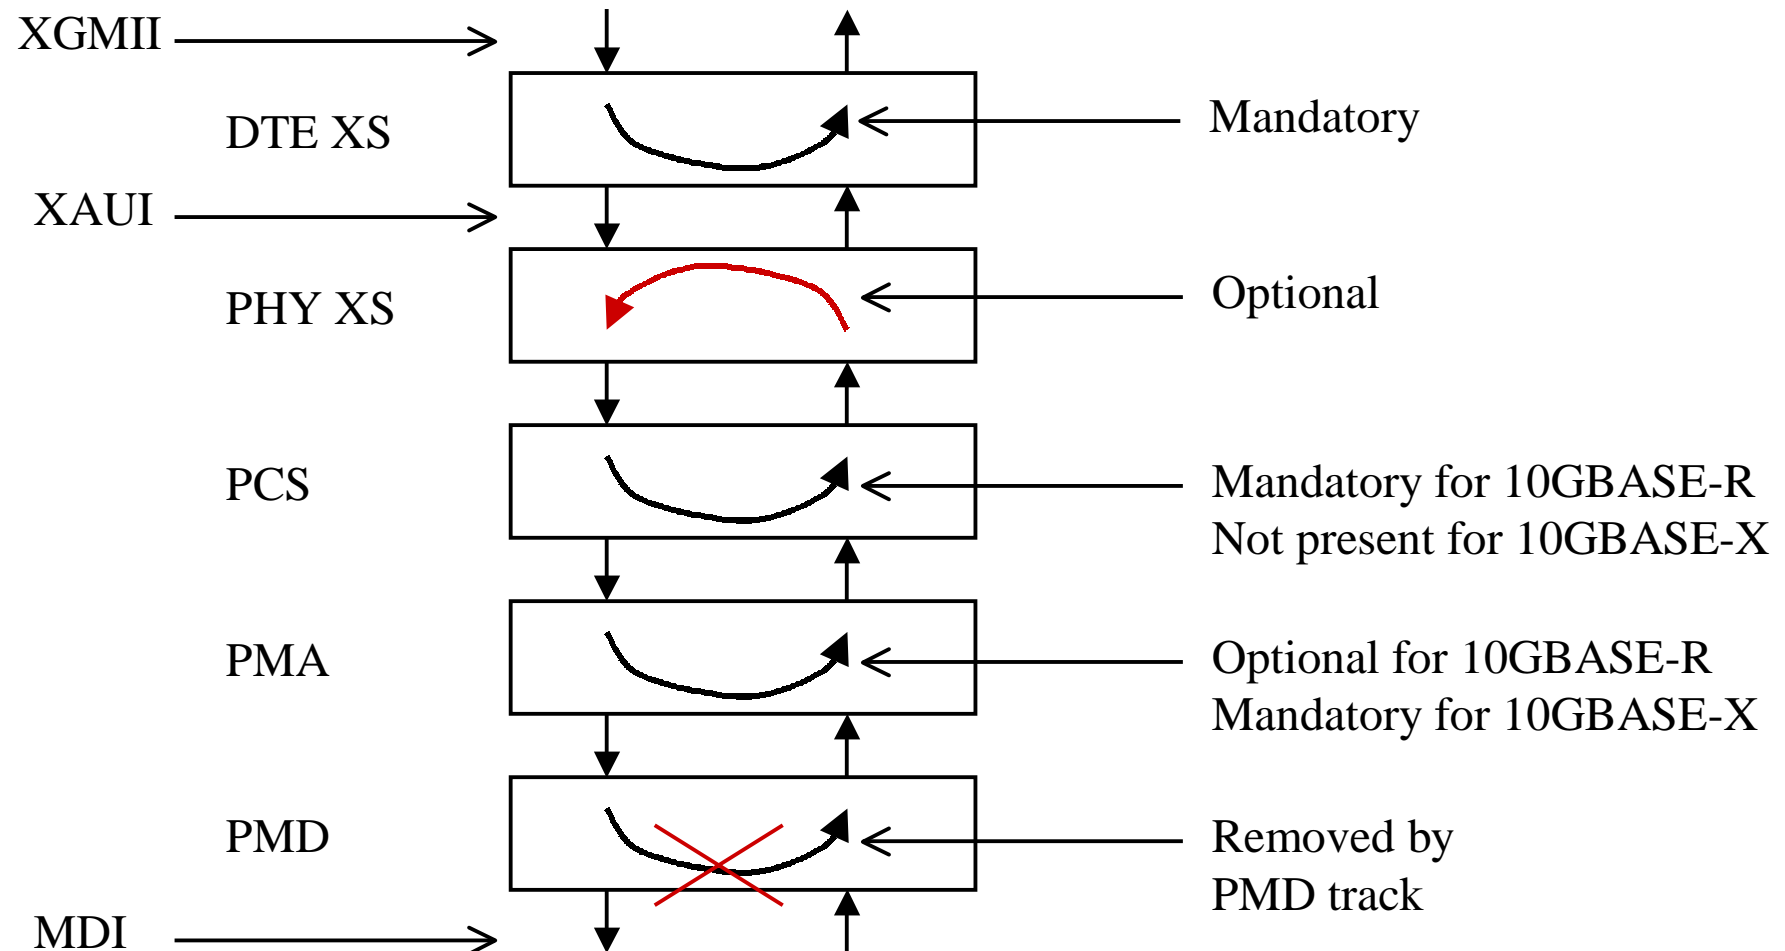 XGMII
DTE XS
Mandatory
XAUI
PHY XS
Optional
PCS
Mandatory for 10GBASE-R
Not present for 10GBASE-X
PMA
Optional for 10GBASE-R
Mandatory for 10GBASE-X
PMD
Removed by
PMD track
MDI